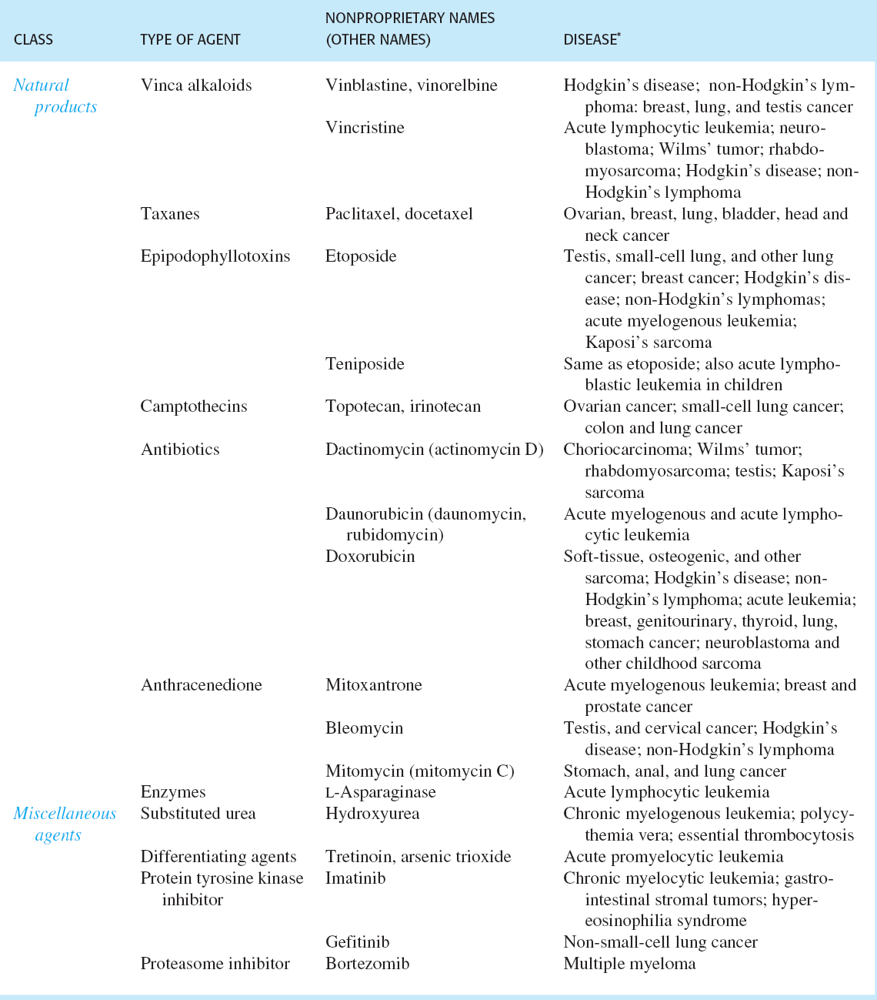 CLASS TYPE OF AGENT NONPROPRIETARY NAMES (OTHER NAMES) DISEASE*
Natural products Vinca alkaloids Vinblastine, vinorelbine Hodgkin’s disease; non-Hodgkin’s lym-
phoma: breast, lung, and testis cancer
Vincristine Acute lymphocytic leukemia; neuro-
blastoma; Wilms’ tumor; rhabdo-
myosarcoma; Hodgkin’s disease; non-
Hodgkin’s lymphoma
Taxanes Paclitaxel, docetaxel Ovarian, breast, lung, bladder, head and
neck cancer
Epipodophyllotoxins Etoposide Testis, small-cell lung, and other lung
cancer; breast cancer; Hodgkin’s dis-
ease; non-Hodgkin’s lymphomas;
acute myelogenous leukemia;
Kaposi’s sarcoma
Teniposide Same as etoposide; also acute lympho-
blastic leukemia in children
Camptothecins Topotecan, irinotecan Ovarian cancer; small-cell lung cancer;
colon and lung cancer
Antibiotics Dactinomycin (actinomycin D) Choriocarcinoma; Wilms’ tumor;
rhabdomyosarcoma; testis; Kaposi’s
sarcoma
Daunorubicin (daunomycin, Acute myelogenous and acute lympho-
rubidomycin) cytic leukemia
Doxorubicin Soft-tissue, osteogenic, and other
sarcoma; Hodgkin’s disease; non-
Hodgkin’s lymphoma; acute leukemia;
breast, genitourinary, thyroid, lung,
stomach cancer; neuroblastoma and
other childhood sarcoma
Anthracenedione Mitoxantrone Acute myelogenous leukemia; breast and
prostate cancer
Bleomycin Testis, and cervical cancer; Hodgkin’s
disease; non-Hodgkin’s lymphoma
Mitomycin (mitomycin C) Stomach, anal, and lung cancer
Enzymes L-Asparaginase Acute lymphocytic leukemia
Miscellaneous Substituted urea Hydroxyurea Chronic myelogenous leukemia; polycy-
agents themia vera; essential thrombocytosis
Differentiating agents Tretinoin, arsenic trioxide Acute promyelocytic leukemia
Protein tyrosine kinase Imatinib Chronic myelocytic leukemia; gastro-
inhibitor intestinal stromal tumors; hyper-
eosinophilia syndrome
Gefitinib Non-small-cell lung cancer
Proteasome inhibitor Bortezomib Multiple myeloma